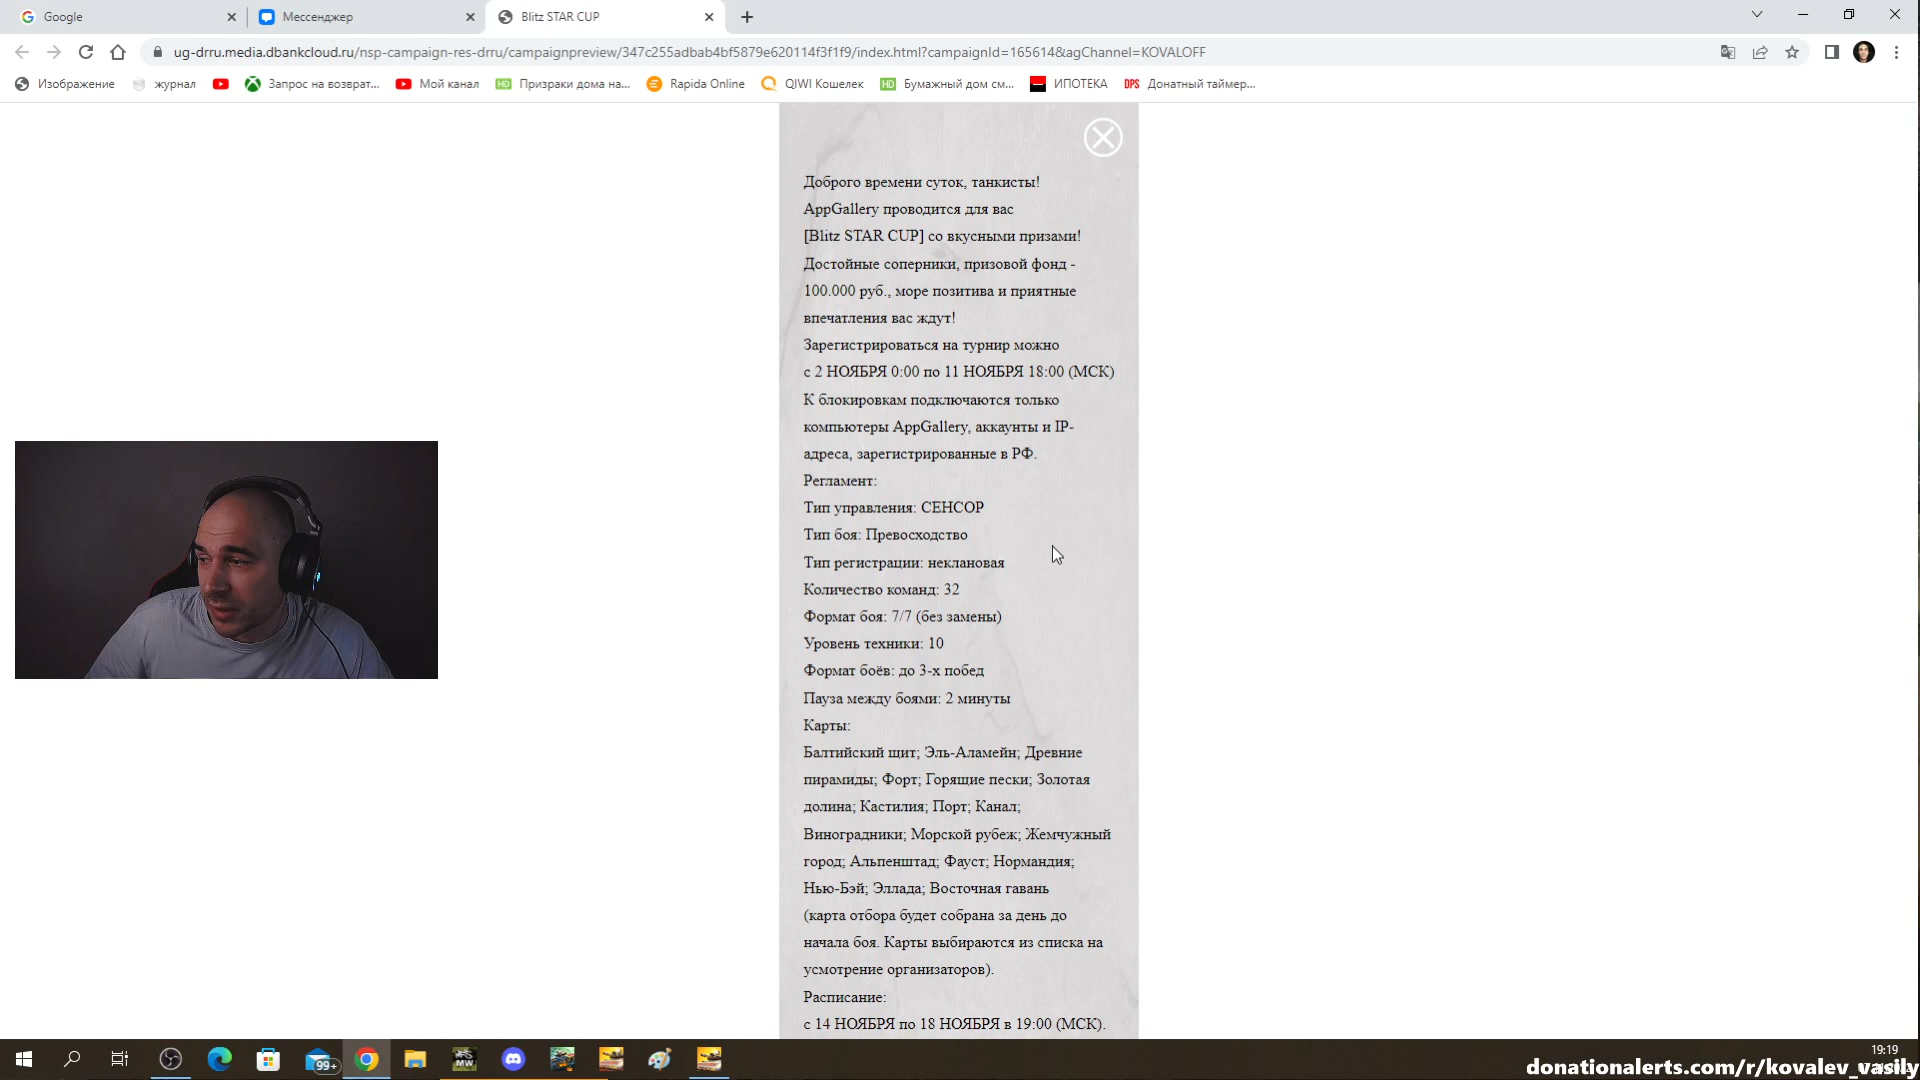 Google
Мессенджер
Blitz STAR CUP
ug-drru.media.dbankcloud.ru/nsp-campaign-res-drru/campaignpreview/347c255adbab4bf5879e620114f3f1f9/index.html?campaignId=165614&agChannel=KOVALOFF
Изображение
журнал
Запрос на возврат...
Мой канал
HD Призраки дома на...
Rapida Online
QIWI Кошелек
HD Бумажный дом см...
ИПОТЕКА
DPS Донатный таймер...
Доброго времени суток, танкисты!
AppGallery проводится для вас
[Blitz STAR CUP] со вкусными призами!
Достойные соперники, призовой фонд -
100.000 руб., море позитива и приятные
впечатления вас ждут!
Зарегистрироваться на турнир можно
с 2 НОЯБРЯ 0:00 по 11 НОЯБРЯ 18:00 (МСК)
К блокировкам подключаются только
компьютеры AppGallery, аккаунты и IP-
адреса, зарегистрированные в РФ.
Регламент:
Тип управления: СЕНСОР
Тип боя: Превосходство
Тип регистрации: неклановая
Количество команд: 32
Формат боя: 7/7 (без замены)
Уровень техники: 10
Формат боёв: до 3-х побед
Пауза между боями: 2 минуты
Карты:
Балтийский щит; Эль-Аламейн; Древние
пирамиды; Форт; Горящие пески; Золотая
долина; Кастилия; Порт; Канал;
Виноградники; Морской рубеж; Жемчужный
город; Альпенштад; Фауст; Нормандия;
Нью-Бэй; Эллада; Восточная гавань
(карта отбора будет собрана за день до
начала боя. Карты выбираются из списка на
усмотрение организаторов).
Расписание:
с 14 НОЯБРЯ по 18 НОЯБРЯ в 19:00 (МСК).
99+
MW
19:19
donationalerts.com/r/kovalev_vasily